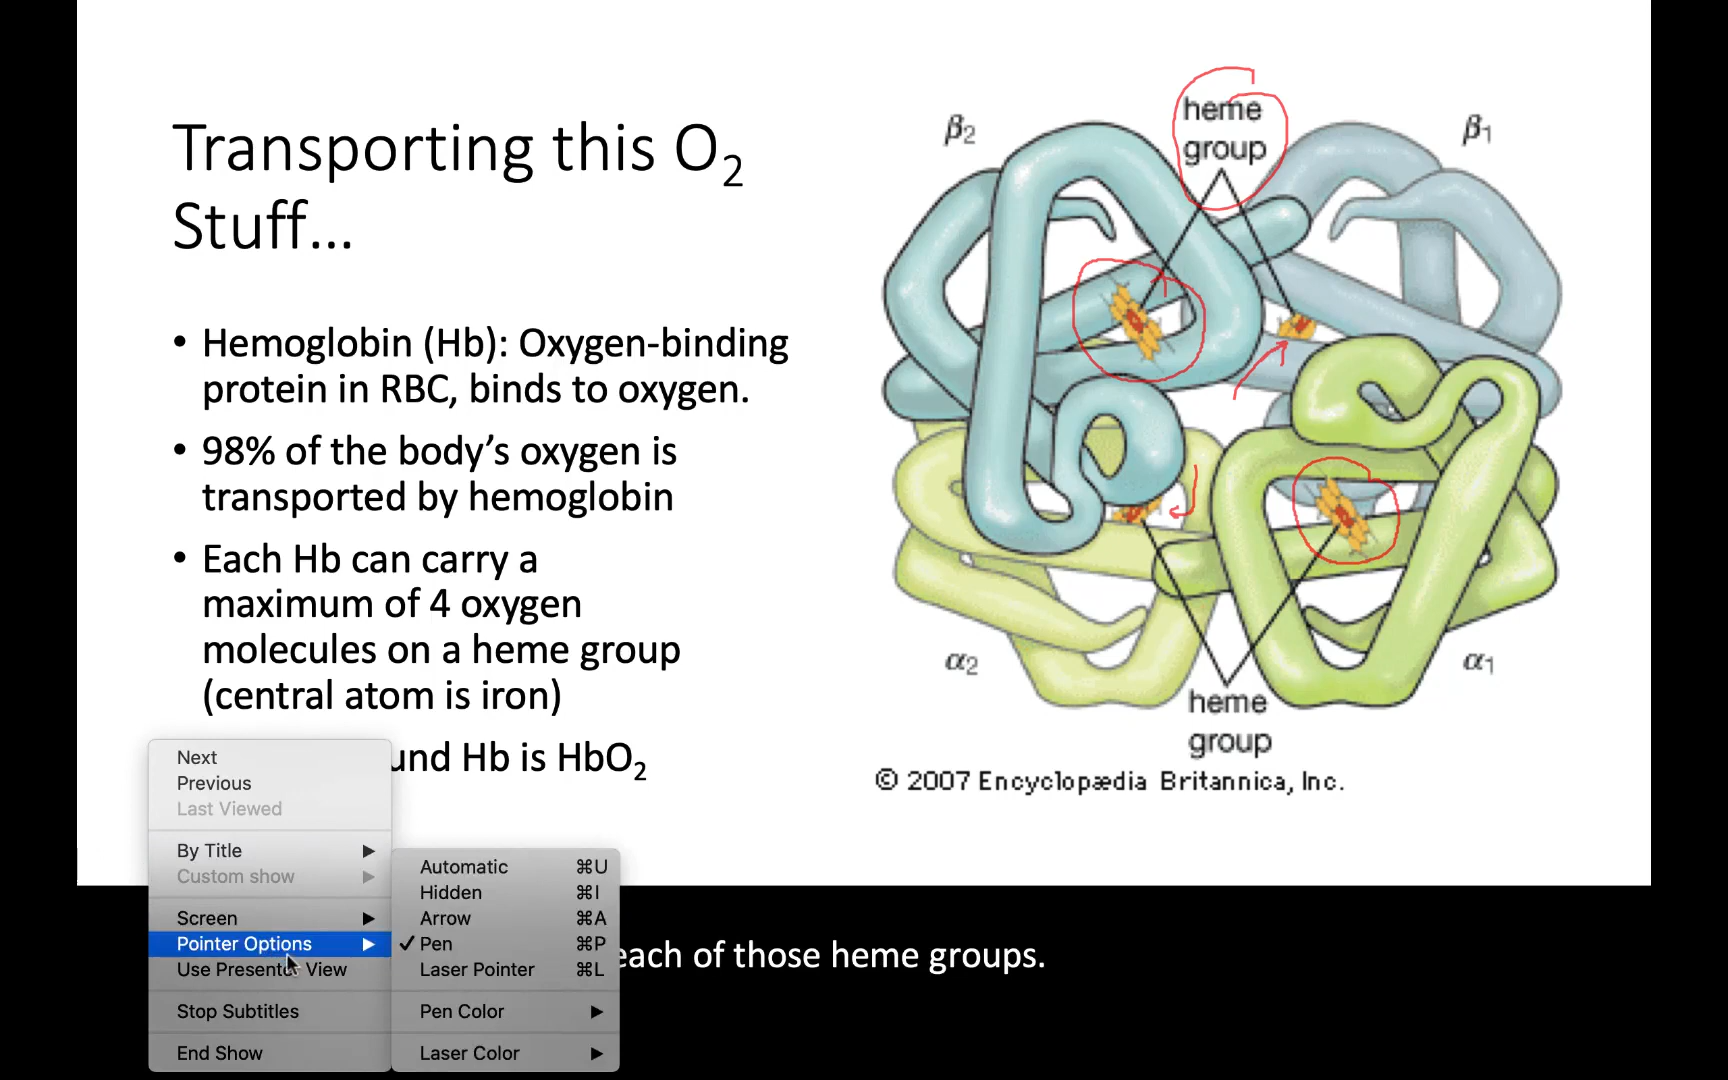 Transporting this O2
Stuff...
• Hemoglobin (Hb): Oxygen-binding
protein in RBC, binds to oxygen.
• 98% of the body's oxygen is
transported by hemoglobin
• Each Hb can carry a
maximum of 4 oxygen
molecules on a heme group
(central atom is iron)
und Hb is HbO2
heme
group
β2
β1
α2
α1
heme
group
© 2007 Encyclopædia Britannica, Inc.
Next
Previous
Last Viewed
By Title
Custom show
Screen
Pointer Options
Use Presenter View
Stop Subtitles
End Show
Automatic ⌘U
Hidden ⌘I
Arrow ⌘A
✓ Pen ⌘P
Laser Pointer ⌘L
Pen Color
Laser Color
each of those heme groups.